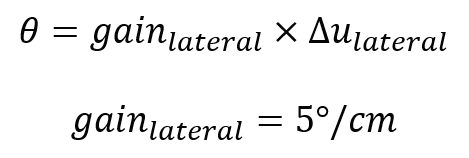 θ = gain_lateral × Δu_lateral
gain_lateral = 5°/cm